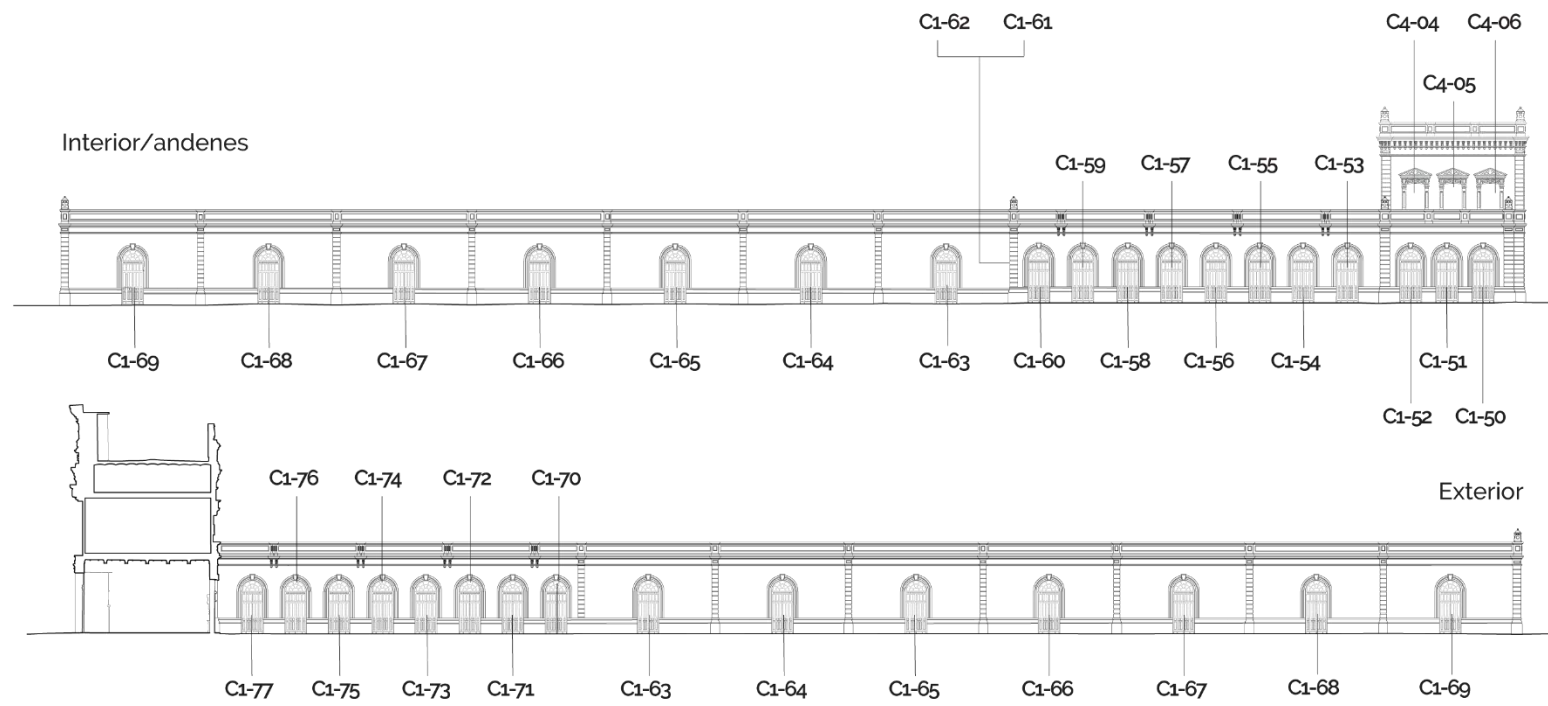 C1-62 C1-61 C4-04 C4-06
C4-05
Interior/andenes
C1-59 C1-57 C1-55 C1-53
C1-69 C1-68 C1-67 C1-66 C1-65 C1-64 C1-63 C1-60 C1-58 C1-56 C1-54 C1-51
C1-52 C1-50
C1-76 C1-74 C1-72 C1-70
Exterior
C1-77 C1-75 C1-73 C1-71 C1-63 C1-64 C1-65 C1-66 C1-67 C1-68 C1-69